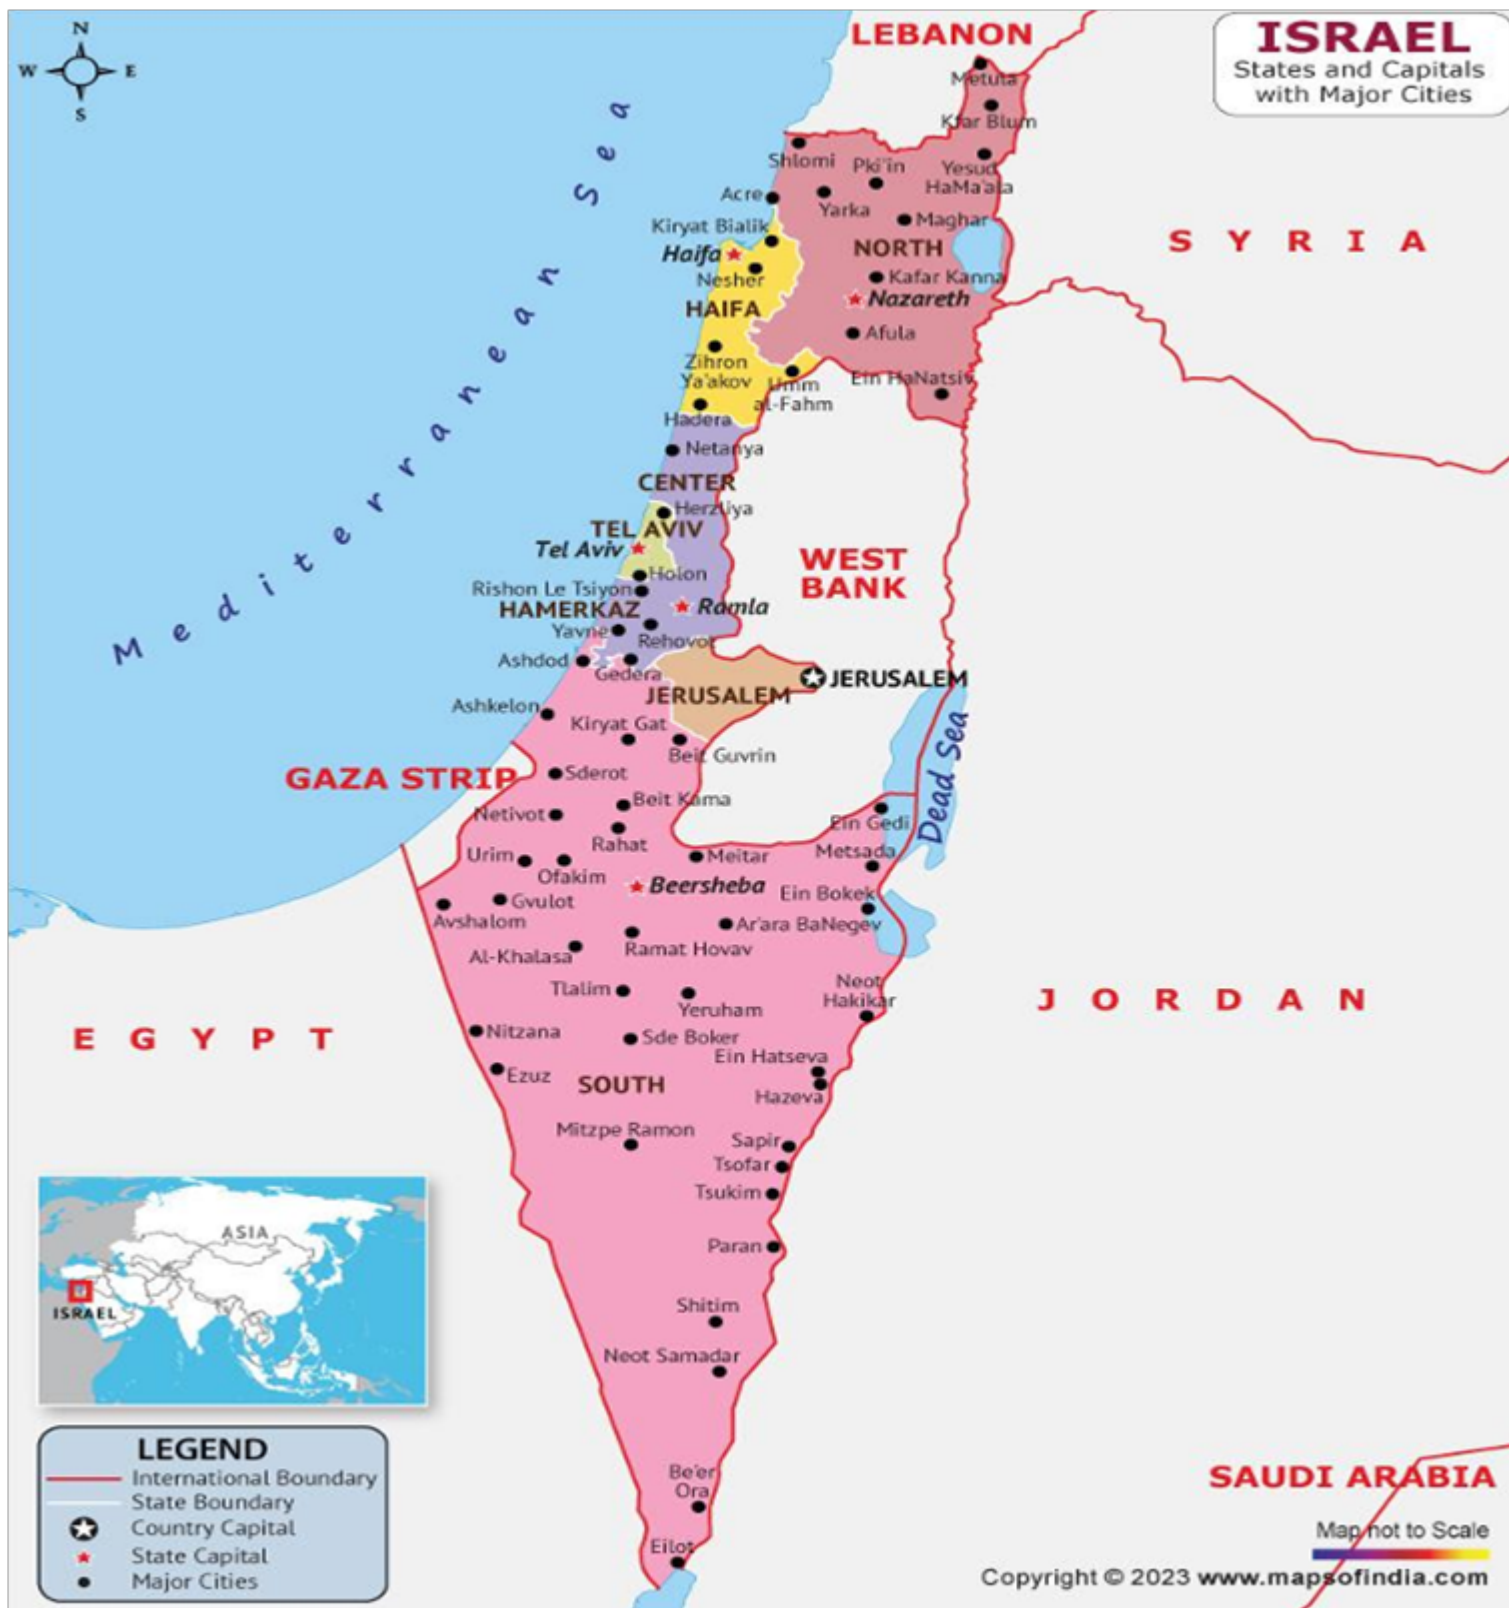 ISRAEL
States and Capitals
with Major Cities
N
W
E
S
LEBANON
Metula
Kfar Blum
Shlomi
Pki'in
Yesud
HaMa'ala
Acre
Yarka
Maghar
Kiryat Bialik
NORTH
SYRIA
Haifa
Nesher
Kafar Kanna
Nazareth
HAIFA
Afula
Zihron
Ya'akov
Umm
al-Fahm
Ein HaNatsiv
Hadera
Mediterranean Sea
Netanya
CENTER
Herzliya
TEL AVIV
Tel Aviv
WEST
BANK
Holon
Rishon Le Tsiyon
HAMERKAZ
Ramla
Yavne
Rehovot
Ashdod
Gedera
JERUSALEM
JERUSALEM
Ashkelon
Kiryat Gat
Beit Guvrin
Dead Sea
GAZA STRIP
Sderot
Beit Kama
Netivot
Ein Gedi
Rahat
Urim
Meitar
Metsada
Ofakim
Beersheba
Ein Bokek
Gvulot
Avshalom
Ar'ara BaNegev
Ramat Hovav
Al-Khalasa
Tlalim
Neot
Hakikar
Yeruham
JORDAN
EGYPT
Nitzana
Sde Boker
Ein Hatseva
Ezuz
SOUTH
Hazeva
Mitzpe Ramon
Sapir
Tsofar
Tsukim
Paran
Shitim
Neot Samadar
Be'er
Ora
Eilot
ASIA
ISRAEL
LEGEND
International Boundary
State Boundary
Country Capital
State Capital
Major Cities
SAUDI ARABIA
Map not to Scale
Copyright © 2023 www.mapsofindia.com